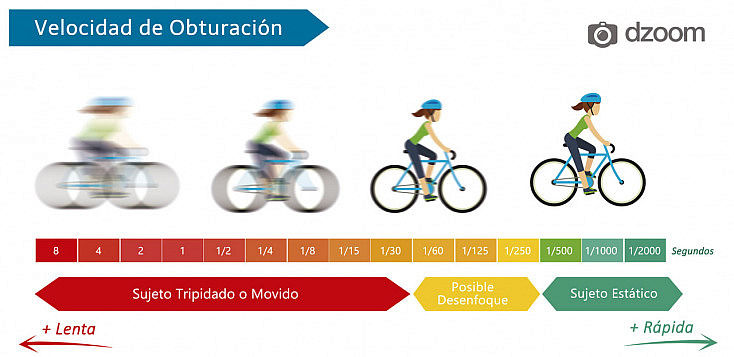 Velocidad de Obturación
dzoom
8 4 2 1 1/2 1/4 1/8 1/15 1/30 1/60 1/125 1/250 1/500 1/1000 1/2000 Segundos
Sujeto Tripidado o Movido
Posible
Desenfoque
Sujeto Estático
+ Lenta
+ Rápida